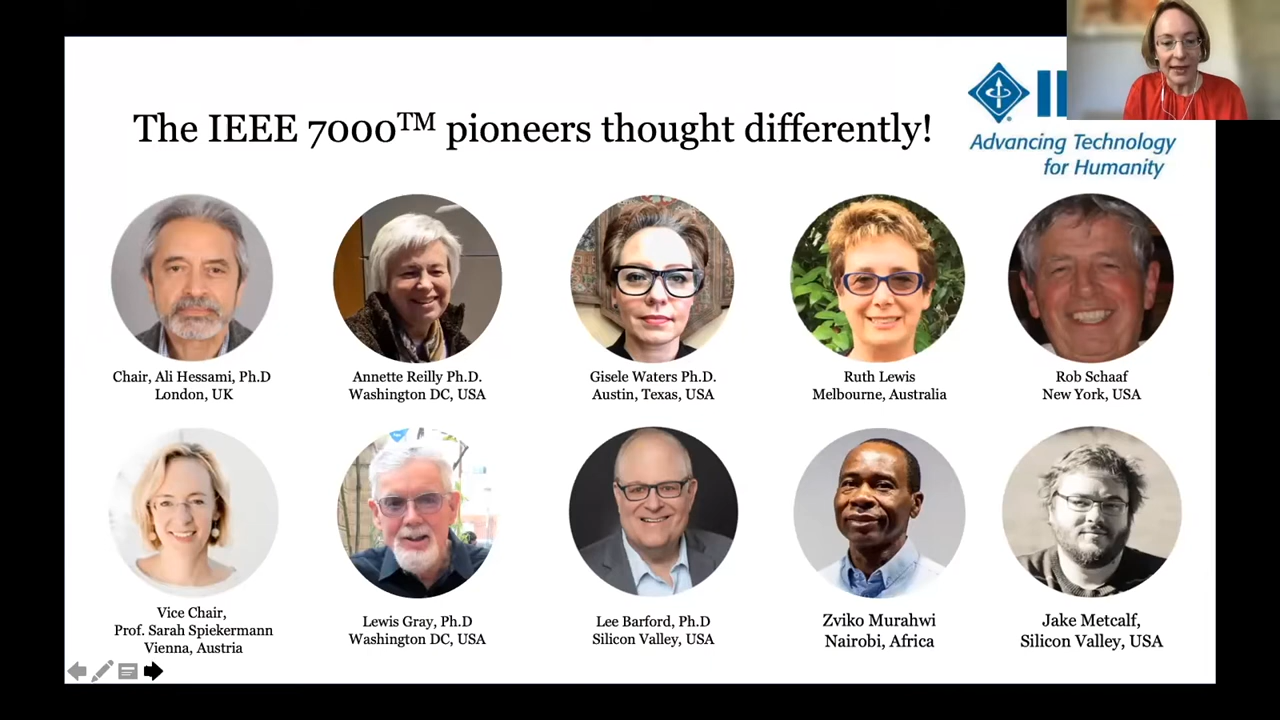 The IEEE 7000TM pioneers thought differently!
Advancing Technology
for Humanity
Chair, Ali Hessami, Ph.D
London, UK
Annette Reilly Ph.D.
Washington DC, USA
Gisele Waters Ph.D.
Austin, Texas, USA
Ruth Lewis
Melbourne, Australia
Rob Schaaf
New York, USA
Vice Chair,
Prof. Sarah Spiekermann
Vienna, Austria
Lewis Gray, Ph.D
Washington DC, USA
Lee Barford, Ph.D
Silicon Valley, USA
Zviko Murahwi
Nairobi, Africa
Jake Metcalf,
Silicon Valley, USA